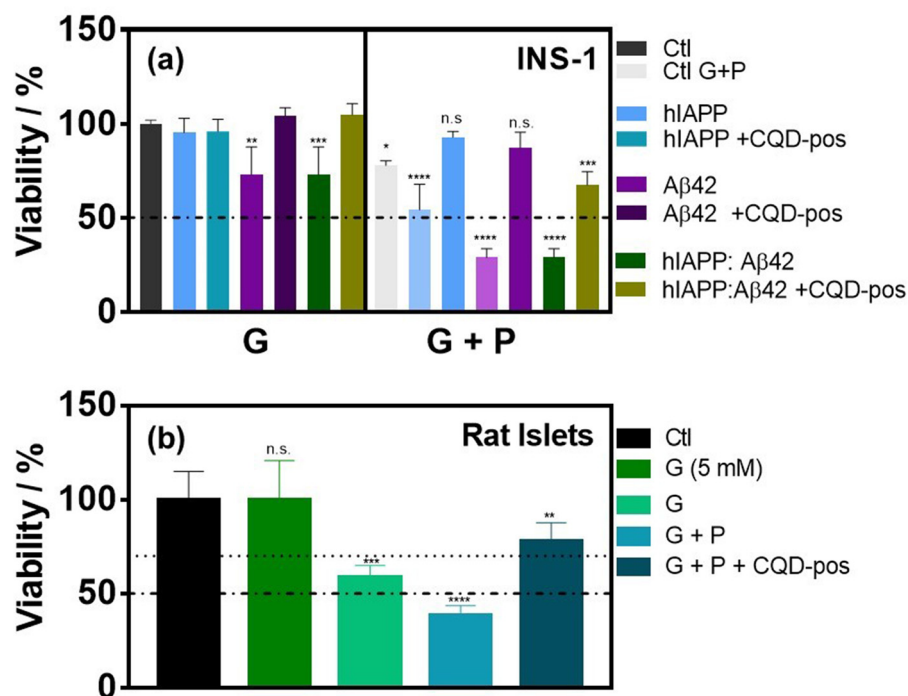 150
(a)
INS-1
100
50
0
Viability / %
n.s
n.s.
*
**
***
****
****
****
***
G
G + P
Ctl
Ctl G+P
hIAPP
hIAPP +CQD-pos
Aβ42
Aβ42 +CQD-pos
hIAPP: Aβ42
hIAPP:Aβ42 +CQD-pos
150
(b)
Rat Islets
100
50
0
Viability / %
n.s.
***
****
**
Ctl
G (5 mM)
G
G + P
G + P + CQD-pos